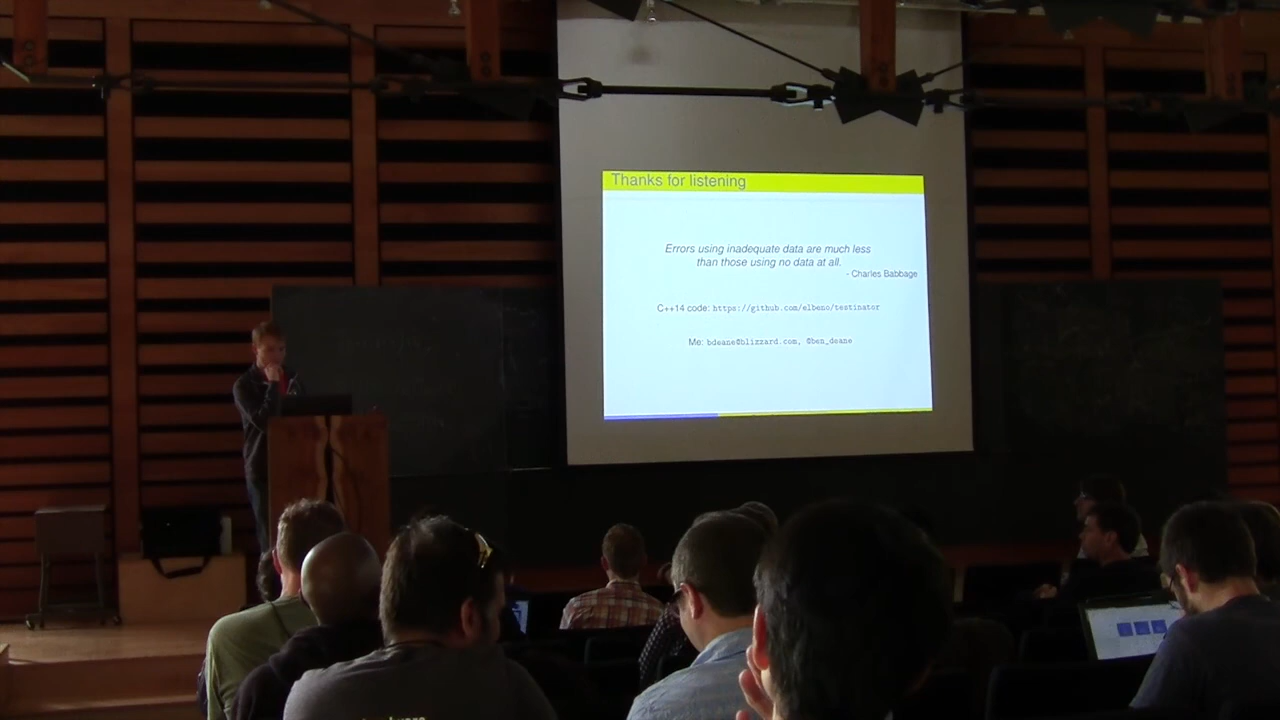 Thanks for listening
Errors using inadequate data are much less
than those using no data at all.
- Charles Babbage
C++14 code: https://github.com/elbeno/testinator
Me: bdeane@blizzard.com, @ben_deane